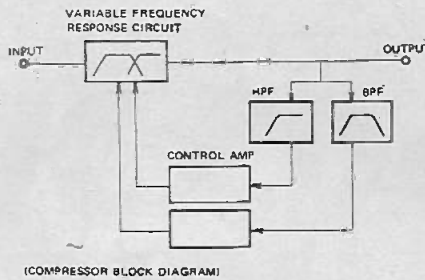 VARIABLE FREQUENCY
RESPONSE CIRCUIT
INPUT
OUTPUT
HPF
BPF
CONTROL AMP
(COMPRESSOR BLOCK DIAGRAM)